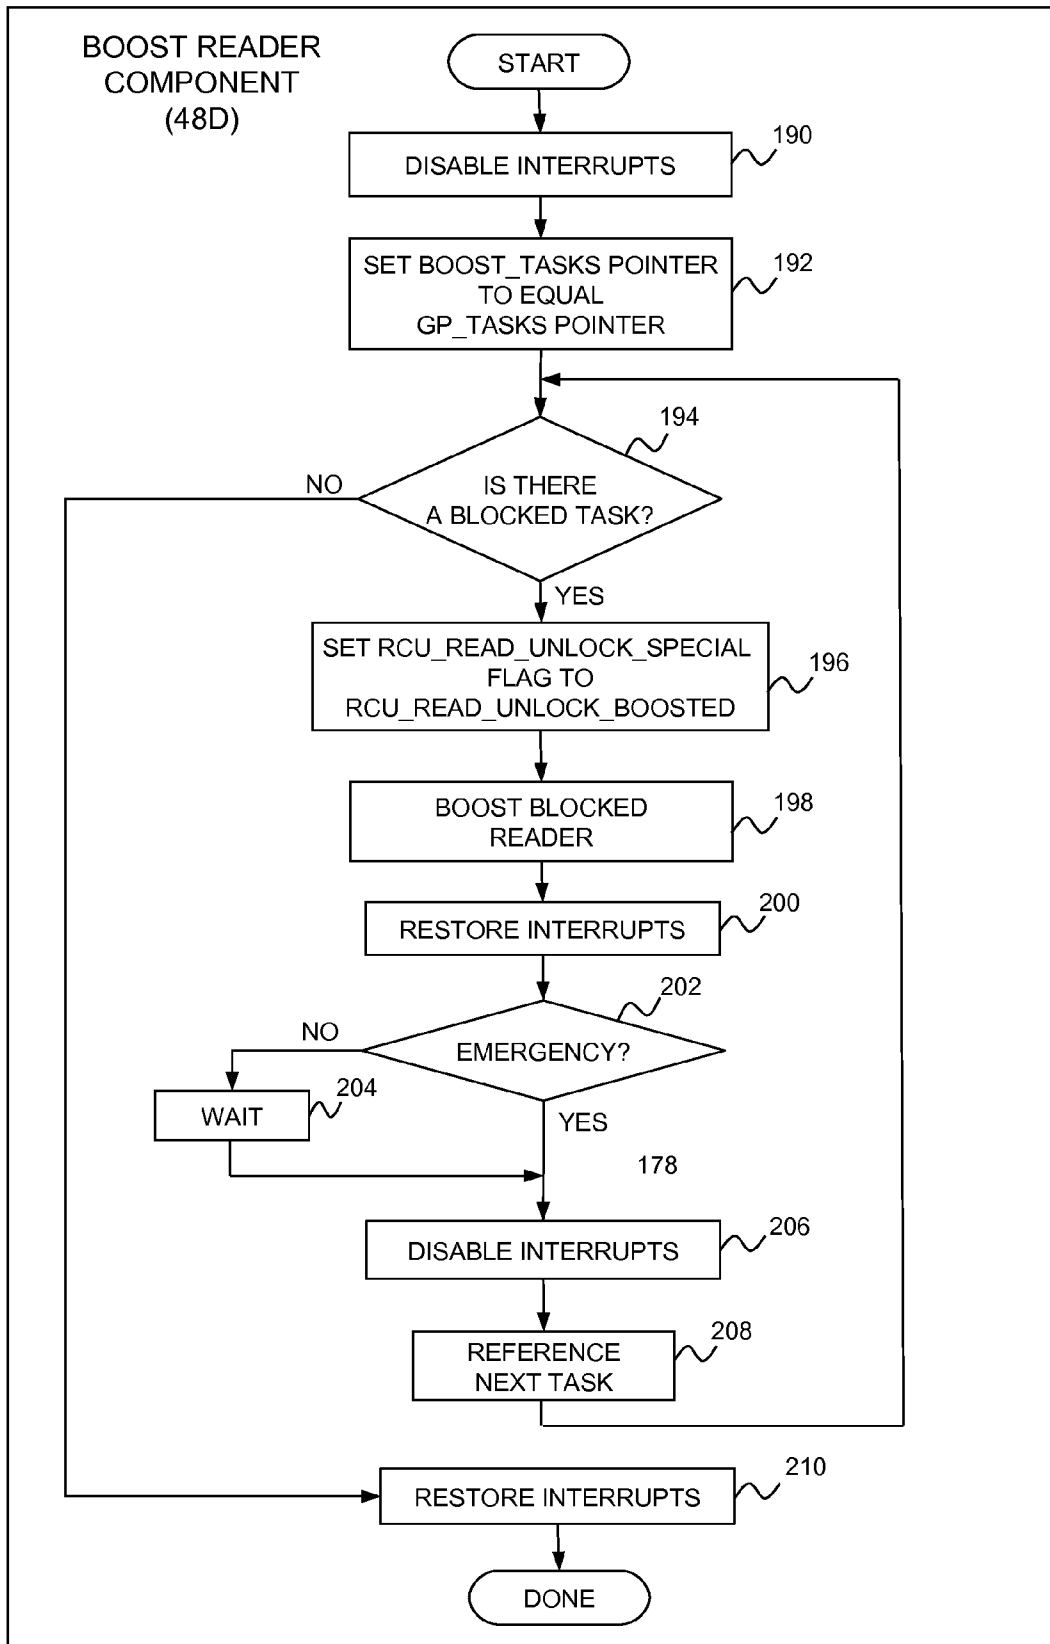 BOOST READER
COMPONENT
(48D)
START
190
DISABLE INTERRUPTS
192
SET BOOST_TASKS POINTER
TO EQUAL
GP_TASKS POINTER
194
NO
IS THERE
A BLOCKED TASK?
YES
SET RCU_READ_UNLOCK_SPECIAL
FLAG TO
RCU_READ_UNLOCK_BOOSTED
196
198
BOOST BLOCKED
READER
200
RESTORE INTERRUPTS
202
NO
EMERGENCY?
204
WAIT
YES
178
206
DISABLE INTERRUPTS
208
REFERENCE
NEXT TASK
210
RESTORE INTERRUPTS
DONE